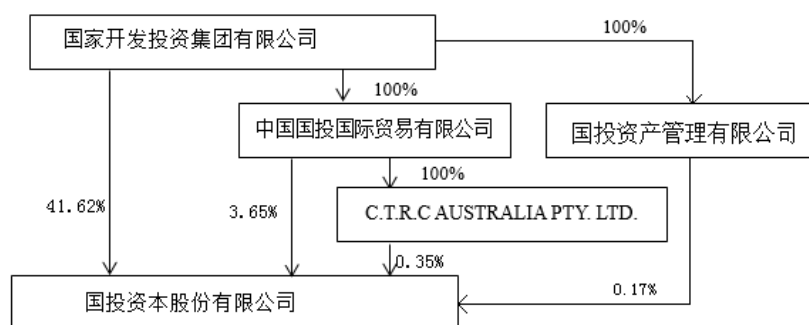 国家开发投资集团有限公司
100%
100%
中国国投国际贸易有限公司
国投资产管理有限公司
100%
41.62%
3.65%
C.T.R.C AUSTRALIA PTY. LTD.
0.35%
0.17%
国投资本股份有限公司